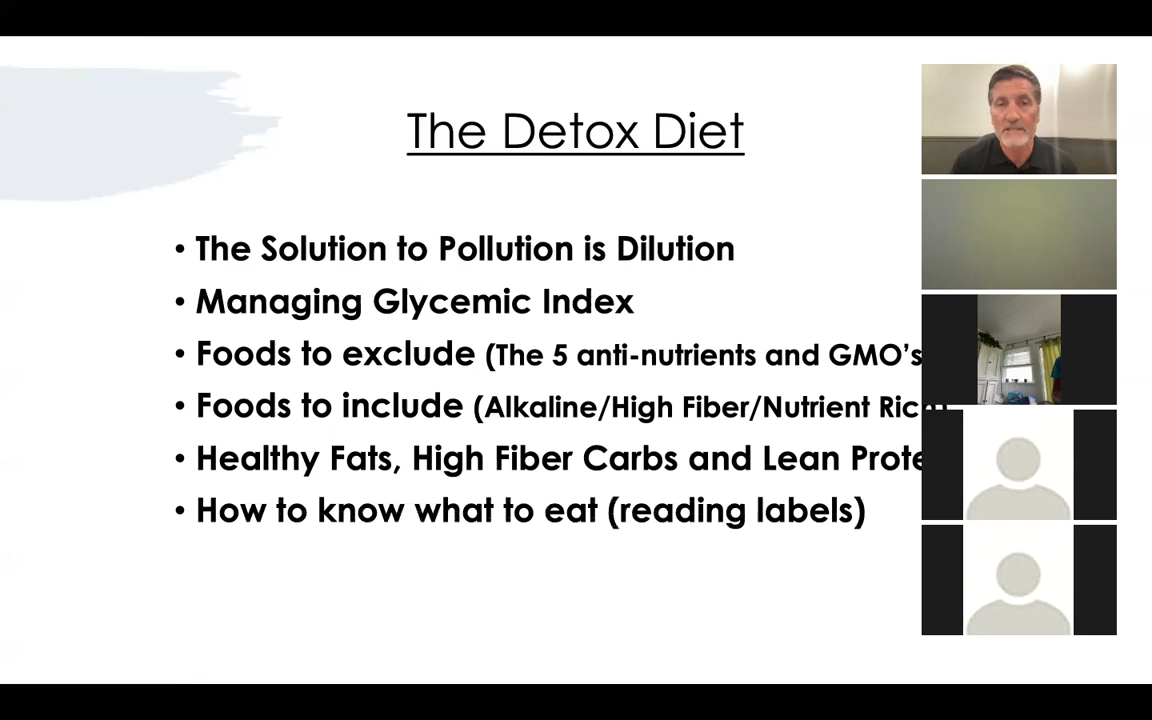 The Detox Diet
• The Solution to Pollution is Dilution
• Managing Glycemic Index
• Foods to exclude (The 5 anti-nutrients and GMO's
• Foods to include (Alkaline/High Fiber/Nutrient Rich)
• Healthy Fats, High Fiber Carbs and Lean Prote
• How to know what to eat (reading labels)